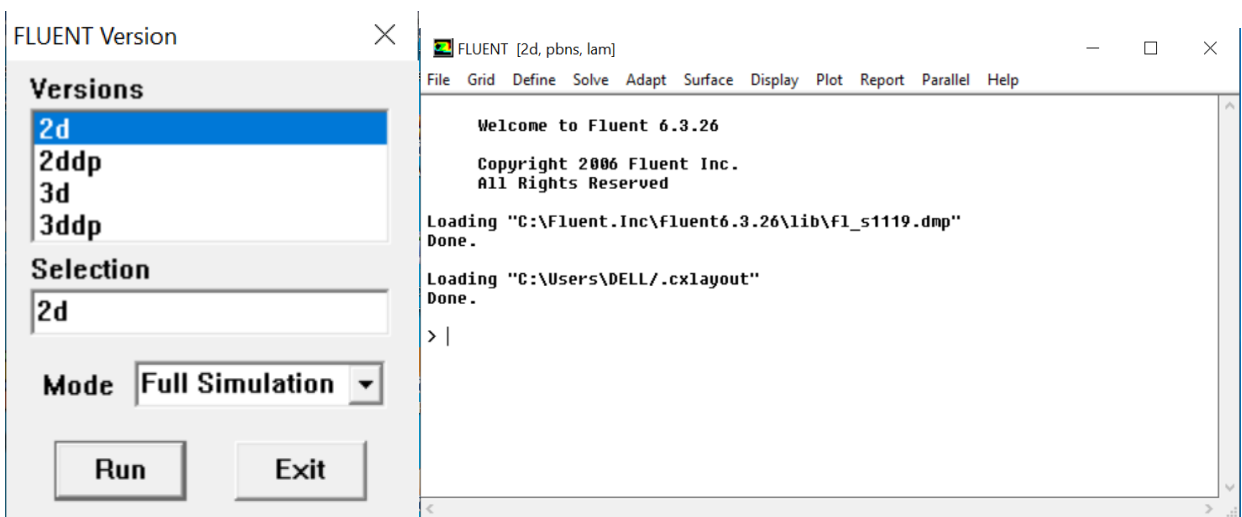 FLUENT Version
Versions
2d
2ddp
3d
3ddp
Selection
2d
Mode Full Simulation
Run Exit
FLUENT [2d, pbns, lam]
File Grid Define Solve Adapt Surface Display Plot Report Parallel Help
Welcome to Fluent 6.3.26
Copyright 2006 Fluent Inc.
All Rights Reserved
Loading "C:\Fluent.Inc\fluent6.3.26\lib\fl_s1119.dmp"
Done.
Loading "C:\Users\DELL/.cxlayout"
Done.
>